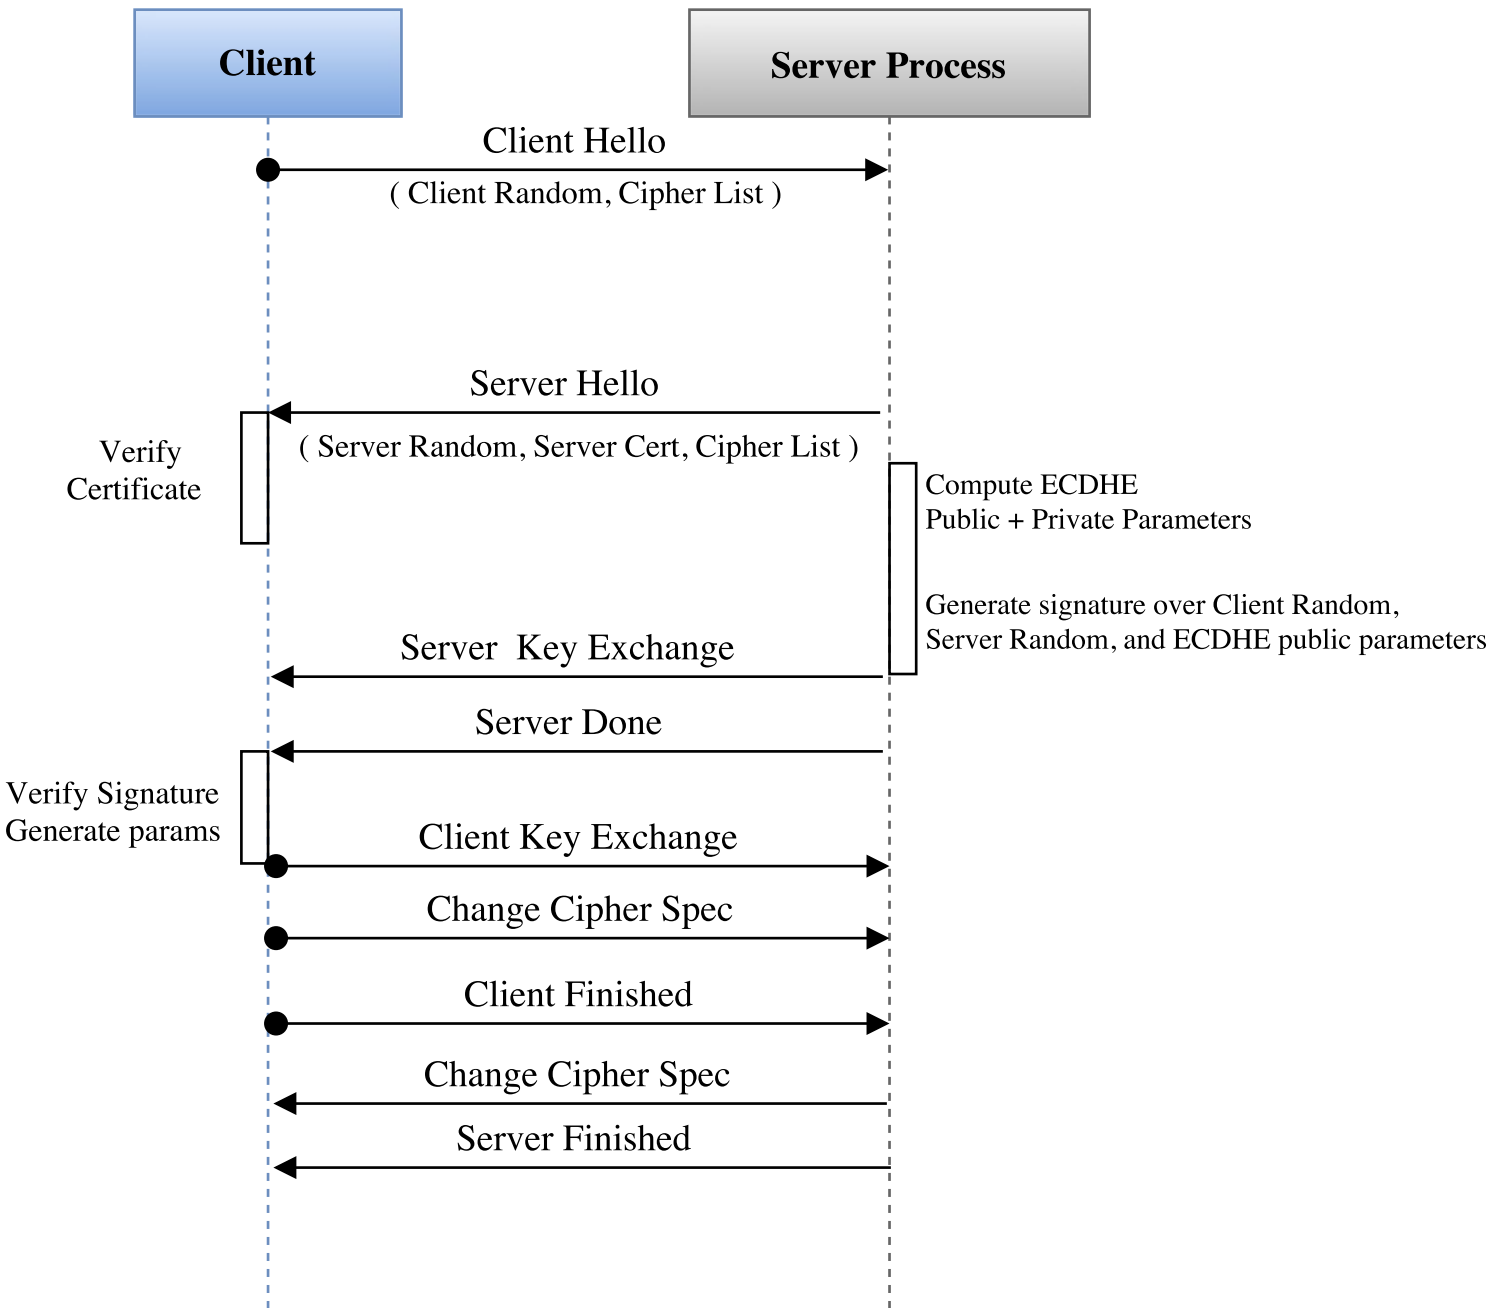 Client
Server Process
Client Hello
( Client Random, Cipher List )
Server Hello
( Server Random, Server Cert, Cipher List )
Verify
Certificate
Compute ECDHE
Public + Private Parameters
Generate signature over Client Random,
Server Random, and ECDHE public parameters
Server  Key Exchange
Server Done
Verify Signature
Generate params
Client Key Exchange
Change Cipher Spec
Client Finished
Change Cipher Spec
Server Finished